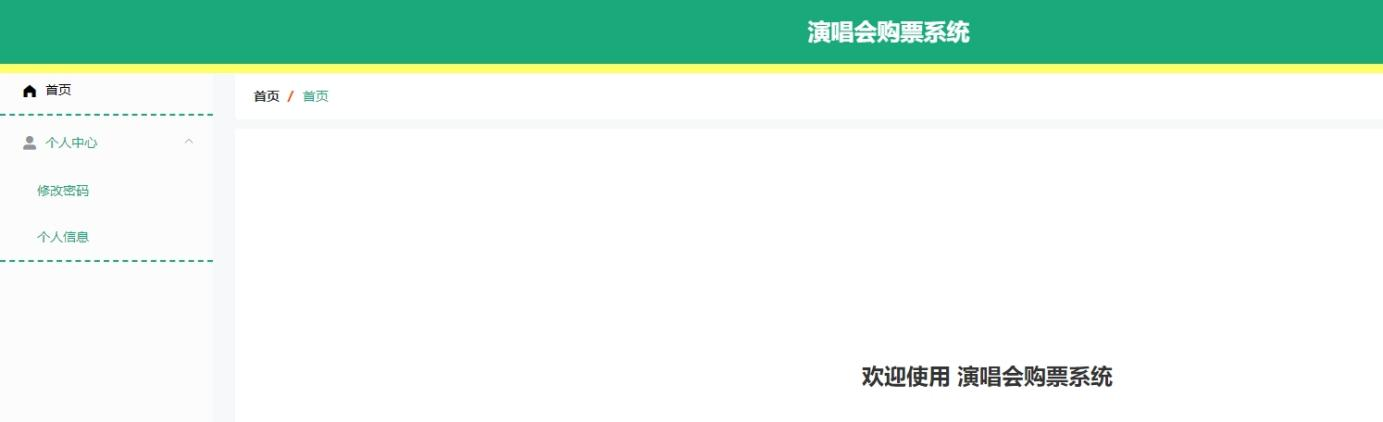 演唱会购票系统
首页
首页 / 首页
个人中心
修改密码
个人信息
欢迎使用 演唱会购票系统